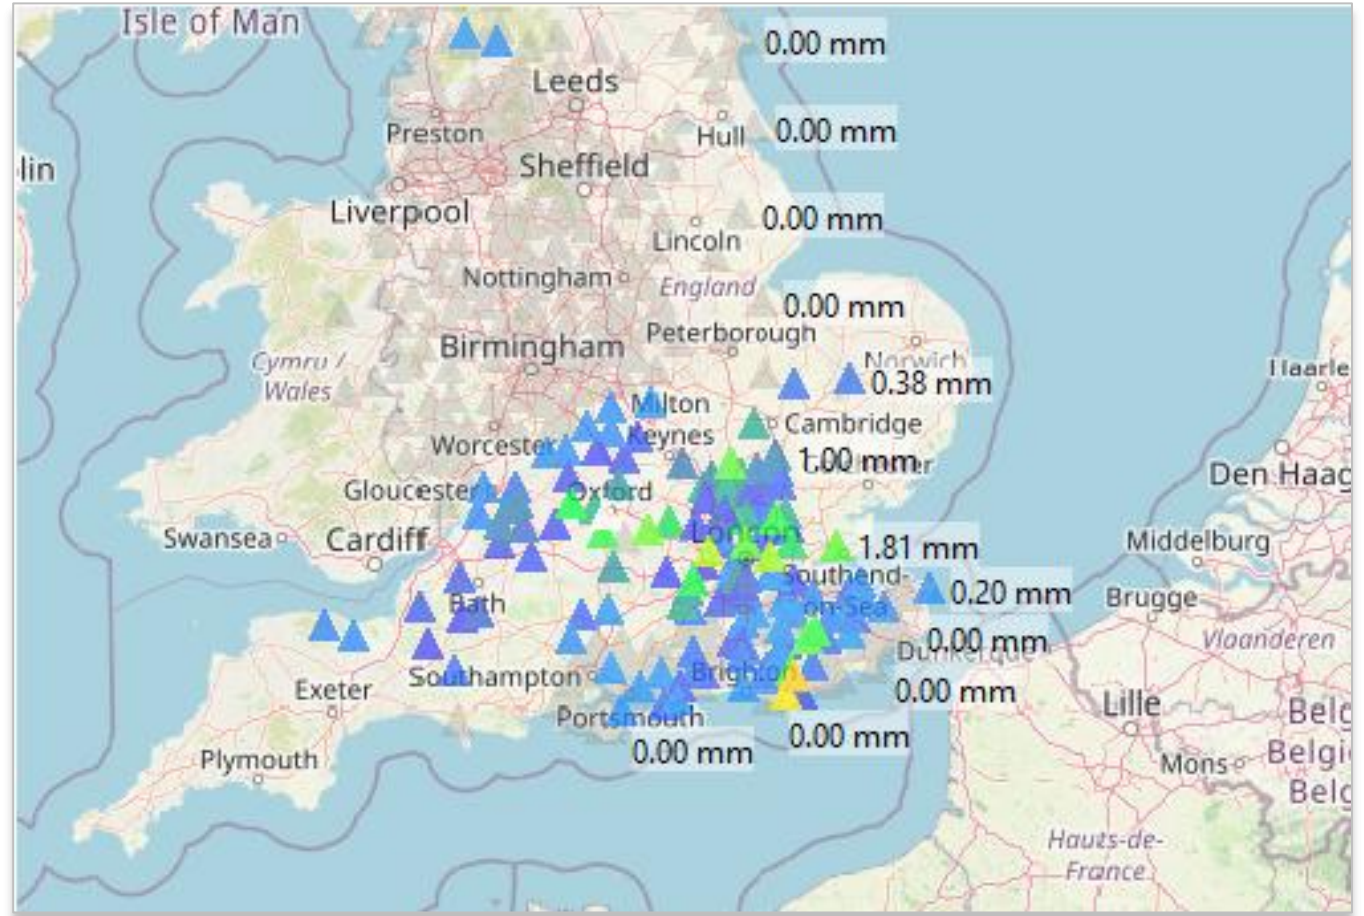 Isle of Man
0.00 mm
Leeds
Preston
Hull
0.00 mm
lin
Sheffield
Liverpool
0.00 mm
Lincoln
Nottingham
England
0.00 mm
Peterborough
Birmingham
Norwich
Cymru /
Wales
Haarle
0.38 mm
Milton
Keynes
Cambridge
Worcester
1.00 mm
Den Haag
Gloucester
Oxford
Swansea
Cardiff
London
1.81 mm
Middelburg
Southend-
on-Sea
0.20 mm
Brugge
Bath
0.00 mm
Vlaanderen
Dunkerque
Southampton
Brighton
Exeter
0.00 mm
Lille
Portsmouth
0.00 mm
0.00 mm
Plymouth
Mons
Belg
Belgi
Belg
Hauts-de-
France